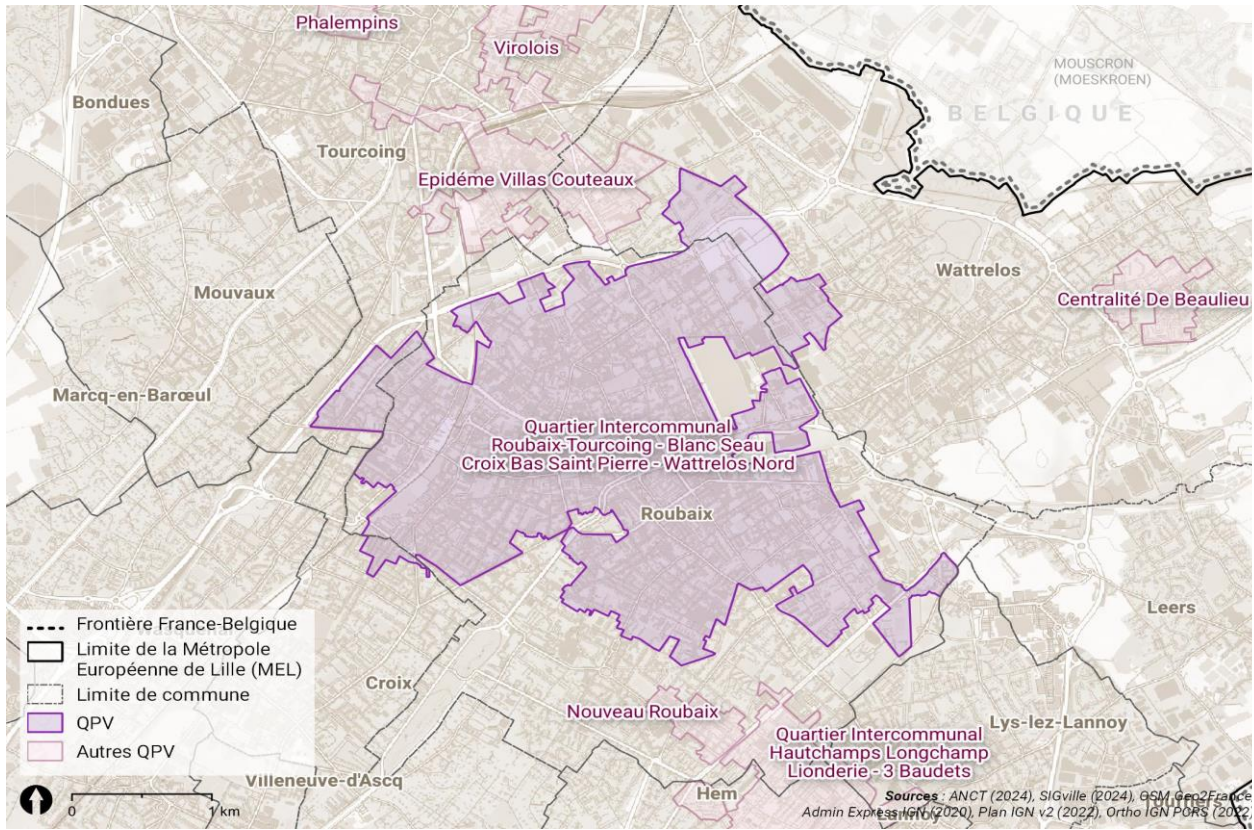 Phalempins
Virolois
MOUSCRON
(MOESKROEN)
BELGIQUE
Bondues
Tourcoing
Epidéme Villas Couteaux
Wattrelos
Mouvaux
Centralité De Beaulieu
Marcq-en-Barœul
Quartier Intercommunal
Roubaix-Tourcoing - Blanc Seau
Croix Bas Saint Pierre - Wattrelos Nord
Roubaix
Leers
Croix
Nouveau Roubaix
Lys-lez-Lannoy
Quartier Intercommunal
Hautchamps Longchamp
Lionderie - 3 Baudets
Villeneuve-d'Ascq
Hem
Lannoy
Frontière France-Belgique
Limite de la Métropole
Européenne de Lille (MEL)
Limite de commune
QPV
Autres QPV
0 1 km
Sources : ANCT (2024), SIGville (2024), OSM Geo2France,
Admin Express IGN (2020), Plan IGN v2 (2022), Ortho IGN PCRS